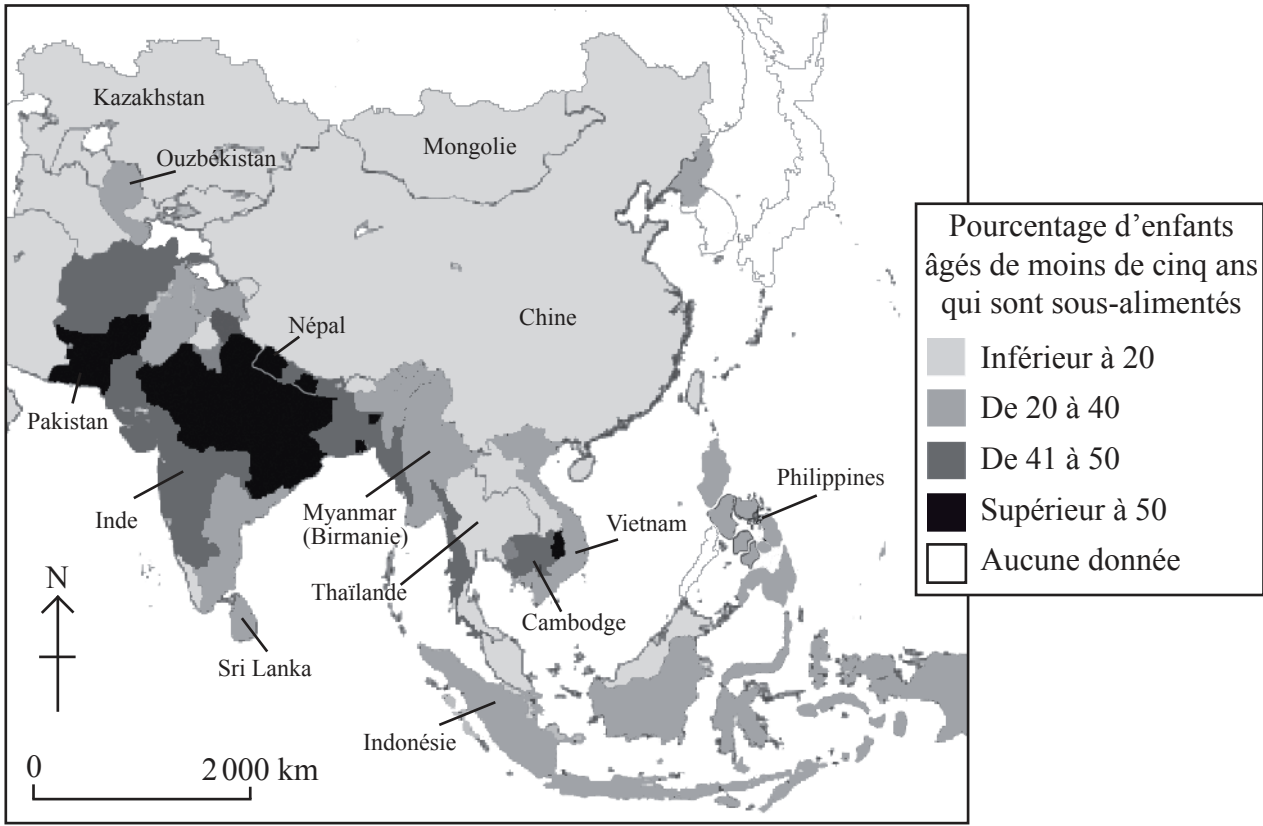 Kazakhstan
Mongolie
Ouzbékistan
Népal
Chine
Pakistan
Philippines
Inde
Myanmar
(Birmanie)
Vietnam
Thaïlande
Cambodge
Sri Lanka
Indonésie
N
0 2 000 km
Pourcentage d’enfants
âgés de moins de cinq ans
qui sont sous-alimentés
Inférieur à 20
De 20 à 40
De 41 à 50
Supérieur à 50
Aucune donnée